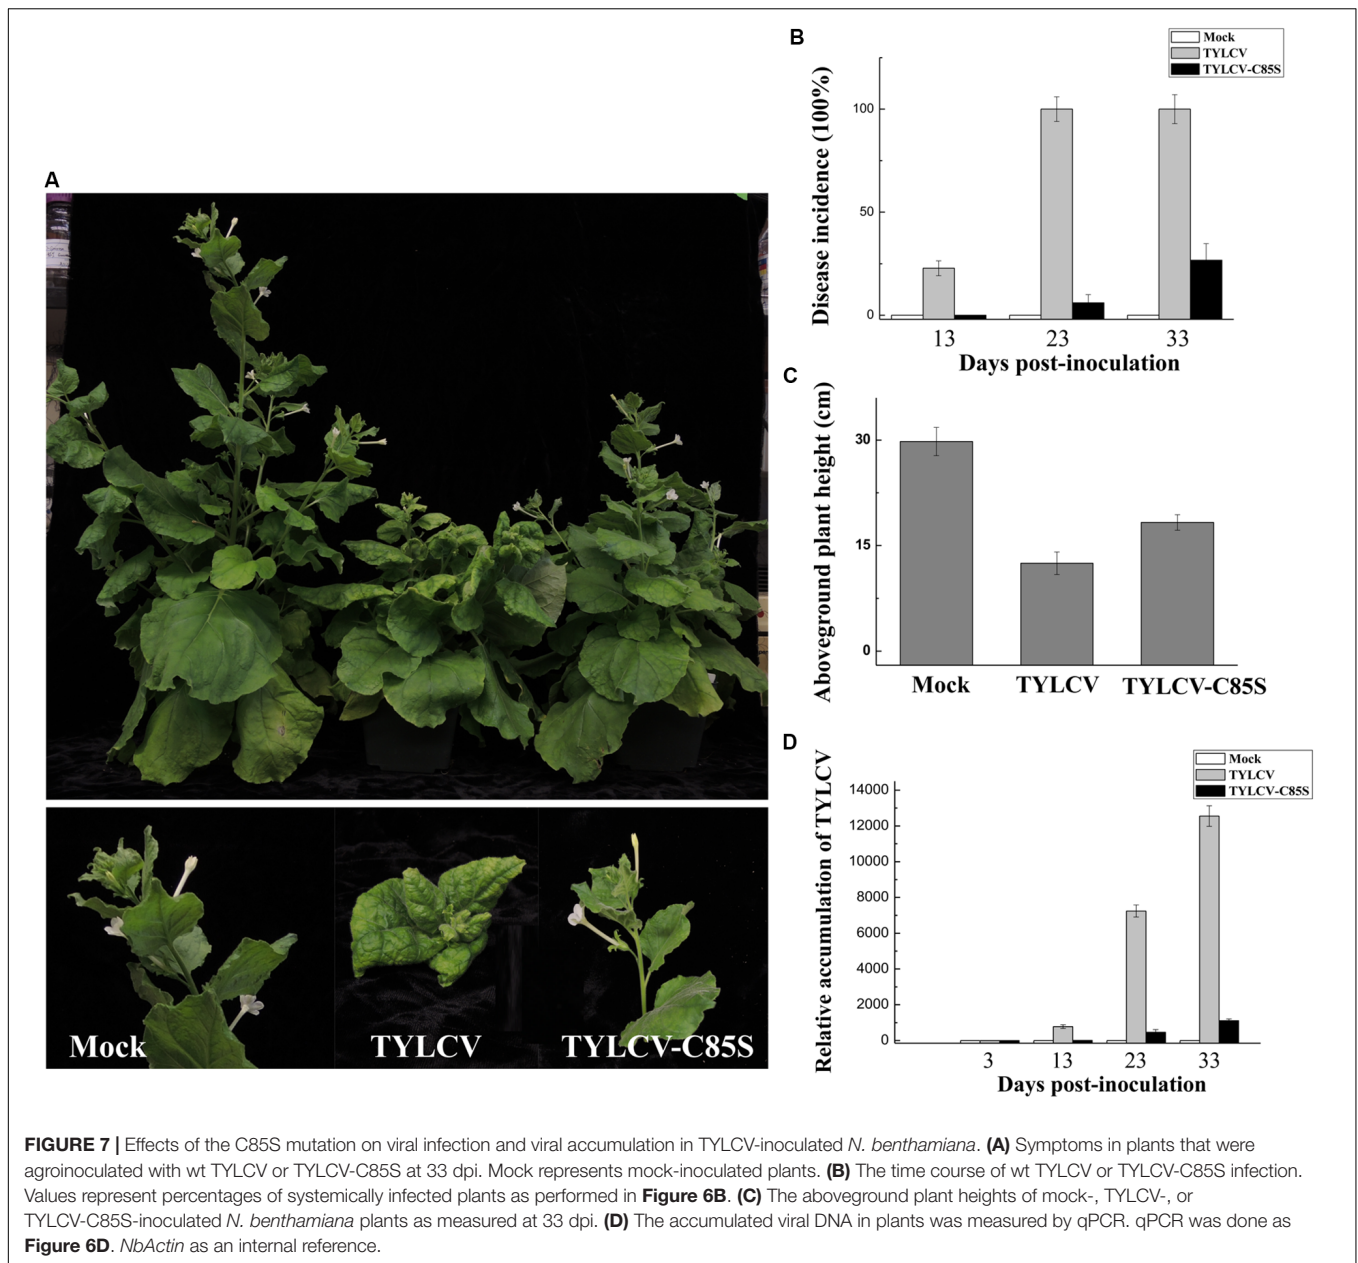 A
Mock
TYLCV
TYLCV-C85S
B
Mock
TYLCV
TYLCV-C85S
Disease incidence (100%)
100
50
0
13 23 33
Days post-inoculation
C
Aboveground plant height (cm)
30
15
0
Mock TYLCV TYLCV-C85S
D
Mock
TYLCV
TYLCV-C85S
Relative accumulation of TYLCV
14000
12000
10000
8000
6000
4000
2000
0
3 13 23 33
Days post-inoculation
FIGURE 7 | Effects of the C85S mutation on viral infection and viral accumulation in TYLCV-inoculated N. benthamiana. (A) Symptoms in plants that were
agroinoculated with wt TYLCV or TYLCV-C85S at 33 dpi. Mock represents mock-inoculated plants. (B) The time course of wt TYLCV or TYLCV-C85S infection.
Values represent percentages of systemically infected plants as performed in Figure 6B. (C) The aboveground plant heights of mock-, TYLCV-, or
TYLCV-C85S-inoculated N. benthamiana plants as measured at 33 dpi. (D) The accumulated viral DNA in plants was measured by qPCR. qPCR was done as
Figure 6D. NbActin as an internal reference.